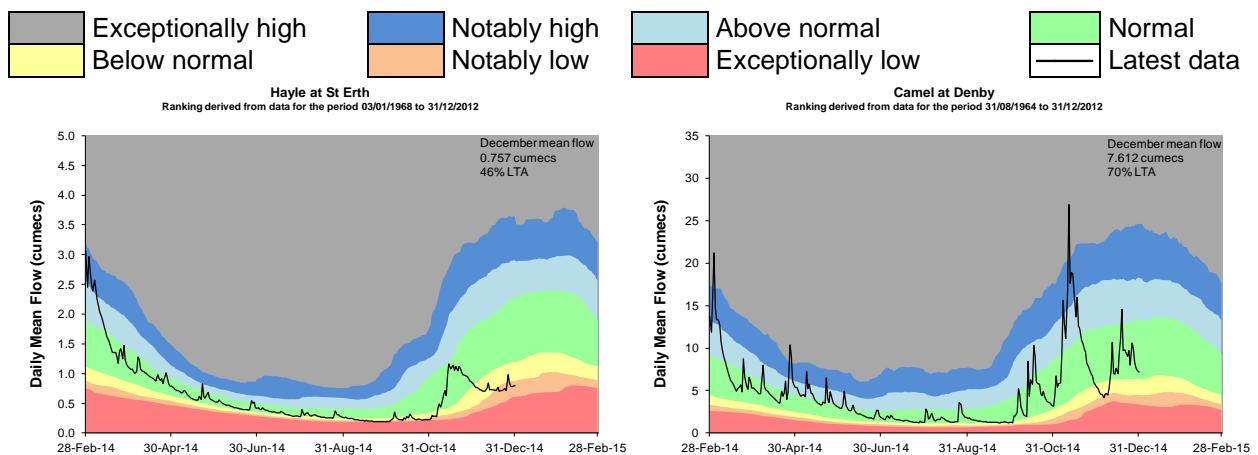 Exceptionally high
Notably high
Above normal
Normal
Below normal
Notably low
Exceptionally low
Latest data
Hayle at St Erth
Ranking derived from data for the period 03/01/1968 to 31/12/2012
December mean flow
0.757 cumecs
46% LTA
Daily Mean Flow (cumecs)
5.0
4.5
4.0
3.5
3.0
2.5
2.0
1.5
1.0
0.5
0.0
28-Feb-14 30-Apr-14 30-Jun-14 31-Aug-14 31-Oct-14 31-Dec-14 28-Feb-15
Camel at Denby
Ranking derived from data for the period 31/08/1964 to 31/12/2012
December mean flow
7.612 cumecs
70% LTA
Daily Mean Flow (cumecs)
35
30
25
20
15
10
5
0
28-Feb-14 30-Apr-14 30-Jun-14 31-Aug-14 31-Oct-14 31-Dec-14 28-Feb-15